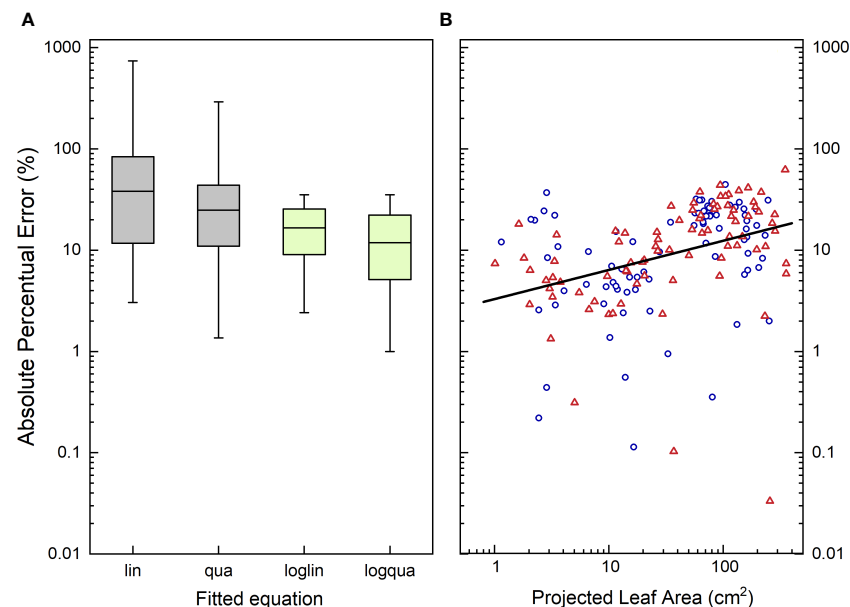 A
B
1000
100
10
1
0.1
0.01
Absolute Percentual Error (%)
lin qua loglin logqua
Fitted equation
1000
100
10
1
0.1
0.01
1 10 100
Projected Leaf Area (cm²)